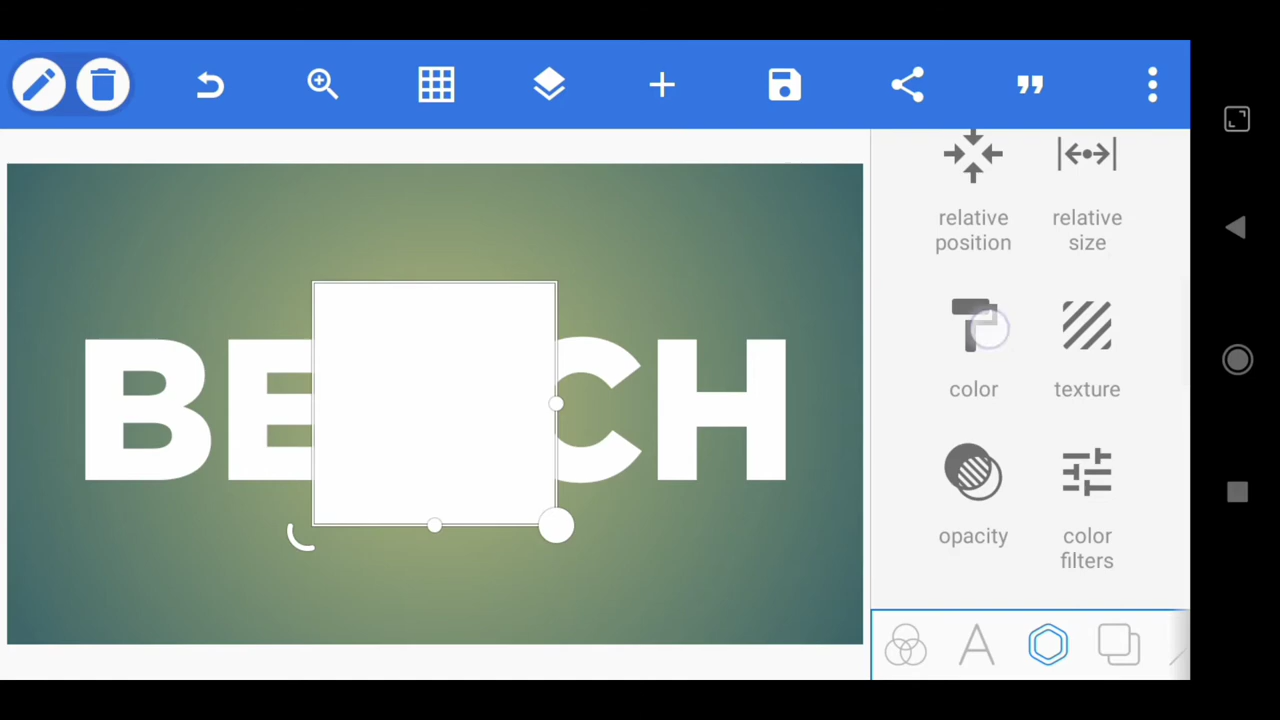 relative
position
relative
size
BE CH
color
texture
opacity
color
filters